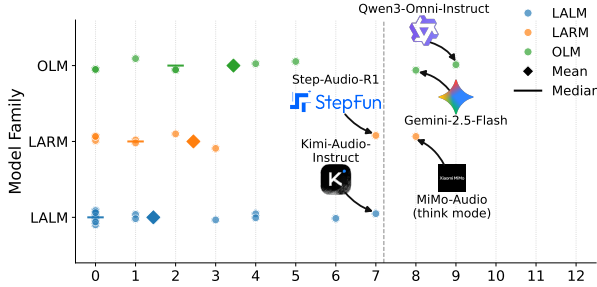 Qwen3-Omni-Instruct
LALM
LARM
OLM
Mean
Median
OLM
Step-Audio-R1
StepFun
Gemini-2.5-Flash
LARM
Kimi-Audio-
Instruct
K
Xiaomi MiMo
MiMo-Audio
(think mode)
LALM
Model Family
0 1 2 3 4 5 6 7 8 9 10 11 12